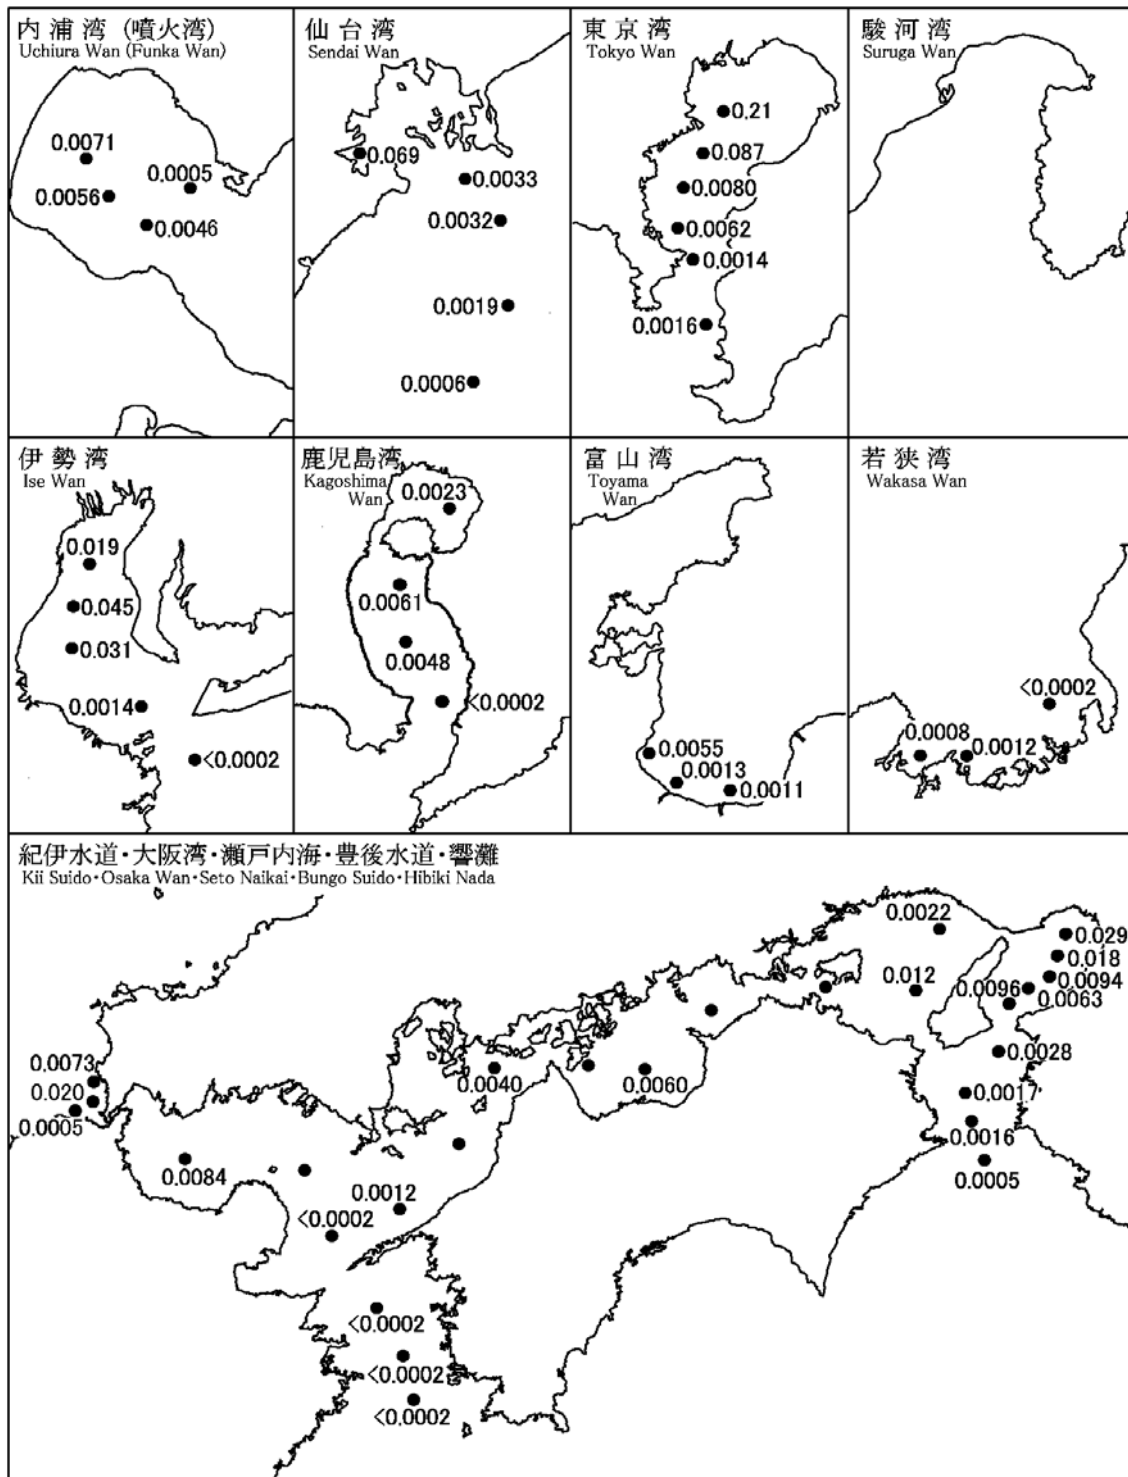 内浦湾 (噴火湾)
Uchiura Wan (Funka Wan)
0.0071
0.0005
0.0056
0.0046
仙台湾
Sendai Wan
0.069
0.0033
0.0032
0.0019
0.0006
東京湾
Tokyo Wan
0.21
0.087
0.0080
0.0062
0.0014
0.0016
駿河湾
Suruga Wan
伊勢湾
Ise Wan
0.019
0.045
0.031
0.0014
<0.0002
鹿児島湾
Kagoshima
Wan
0.0023
0.0061
0.0048
<0.0002
富山湾
Toyama
Wan
0.0055
0.0013
0.0011
若狭湾
Wakasa Wan
<0.0002
0.0008
0.0012
紀伊水道・大阪湾・瀬戸内海・豊後水道・響灘
Kii Suido・Osaka Wan・Seto Naikai・Bungo Suido・Hibiki Nada
0.0022
0.029
0.018
0.012
0.0096
0.0094
0.0063
0.0028
0.0073
0.0040
0.0060
0.020
0.0017
0.0005
0.0016
0.0084
0.0005
0.0012
<0.0002
<0.0002
<0.0002
<0.0002